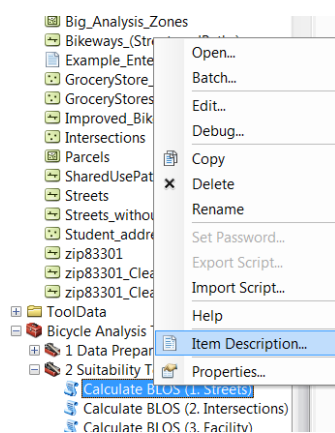 Big_Analysis_Zones
Bikeways_(Stre
Example_Ente
GroceryStore_
GroceryStores
Improved_Bik
Intersections
Parcels
SharedUsePat
Streets
Streets_withou
Student_addre
zip83301
zip83301_Clea
zip83301_Clea
ToolData
Bicycle Analysis T
1 Data Prepar
2 Suitability T
Calculate BLOS (1. Streets)
Calculate BLOS (2. Intersections)
Calculate BLOS (3. Facility)
Open...
Batch...
Edit...
Debug...
Copy
Delete
Rename
Set Password...
Export Script...
Import Script...
Help
Item Description...
Properties...